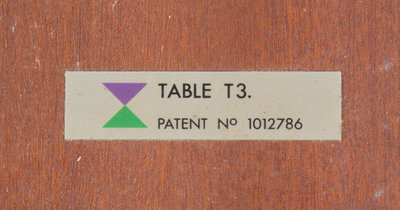 TABLE T3.
PATENT Nº 1012786